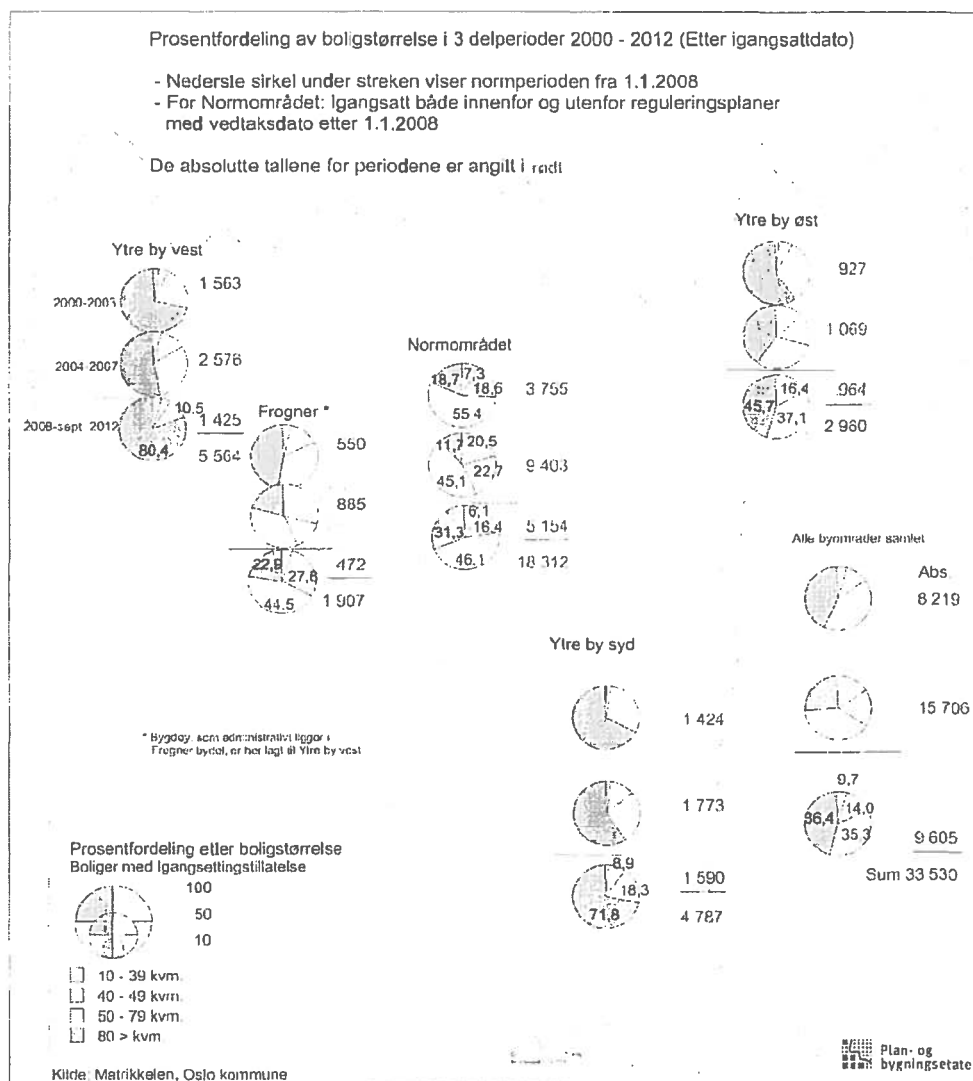 Prosentfordeling av boligstørrelse i 3 delperioder 2000 - 2012 (Etter igangsattdato)
- Nederste sirkel under streken viser normperioden fra 1.1.2008
- For Normområdet: Igangsatt både innenfor og utenfor reguleringsplaner
med vedtaksdato etter 1.1.2008
De absolutte tallene for periodene er angitt i rødt
Ytre by vest
2000-2003
1 563
2004-2007
2 576
2008-sept 2012
10.5
80,4
1 425
5 564
Frogner *
550
885
22,9
27,6
44.5
472
1 907
Normområdet
18,7
7,3
18,6
55 4
3 755
11,7
20,5
22,7
45,1
9 403
6,1
31,3
16.4
46.1
5 154
18 312
Ytre by øst
927
1 069
16,4
45,7
37,1
964
2 960
Ytre by syd
1 424
1 773
8,9
18,3
71,8
1 590
4 787
Alle byområder samlet
Abs
8 219
15 706
9,7
14,0
36,4
35,3
9 605
Sum 33 530
* Bygdøy, som administrativt ligger i
Frogner bydel, er her lagt til Ytre by vest
Prosentfordeling etter boligstørrelse
Boliger med Igangsettingstillatelse
100
50
10
10 - 39 kvm.
40 - 49 kvm.
50 - 79 kvm.
80 > kvm
Kilde: Matrikkelen, Oslo kommune
Plan- og
bygningsetate